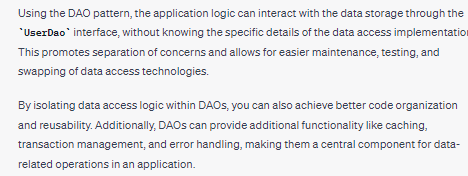 Using the DAO pattern, the application logic can interact with the data storage through the
`UserDao` interface, without knowing the specific details of the data access
This promotes separation of concerns and allows for easier maintenance, testing, and
swapping of data access technologies.
By isolating data access logic within DAOs, you can also achieve better code organization
and reusability. Additionally, DAOs can provide additional functionality like caching,
transaction management, and error handling, making them a central component for data-
related operations in an application.